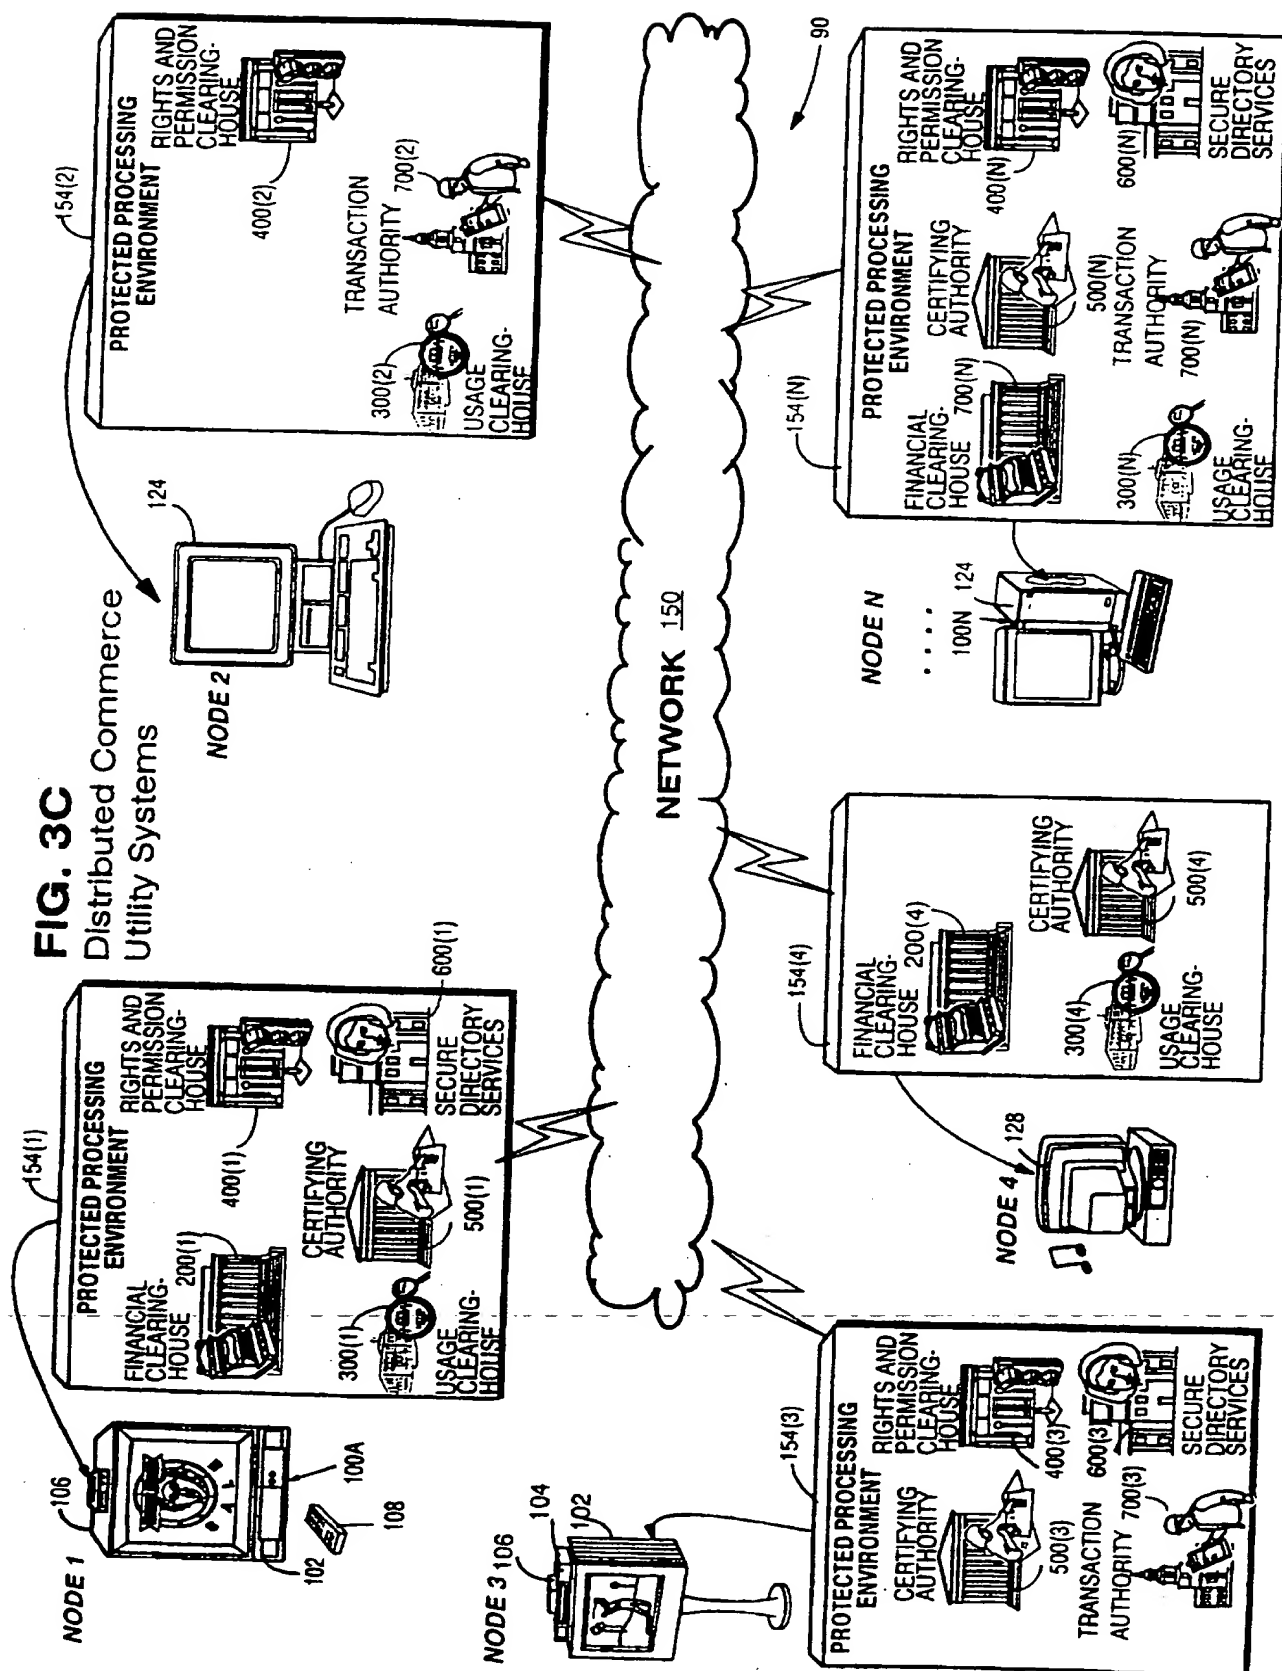 FIG. 3C
Distributed Commerce
Utility Systems
NODE 1
106
102
100A
108
154(1)
PROTECTED PROCESSING
ENVIRONMENT
FINANCIAL
CLEARING-
HOUSE
200(1)
RIGHTS AND
PERMISSION
CLEARING-
HOUSE
400(1)
300(1)
USAGE
CLEARING-
HOUSE
CERTIFYING
AUTHORITY
500(1)
SECURE
DIRECTORY
SERVICES
600(1)
NODE 2
124
154(2)
PROTECTED PROCESSING
ENVIRONMENT
RIGHTS AND
PERMISSION
CLEARING-
HOUSE
400(2)
300(2)
USAGE
CLEARING-
HOUSE
TRANSACTION
AUTHORITY
700(2)
NETWORK 150
90
NODE 3
106
104
102
154(3)
PROTECTED PROCESSING
ENVIRONMENT
CERTIFYING
AUTHORITY
500(3)
RIGHTS AND
PERMISSION
CLEARING-
HOUSE
400(3)
TRANSACTION
AUTHORITY
700(3)
600(3)
SECURE
DIRECTORY
SERVICES
NODE 4
128
154(4)
FINANCIAL
CLEARING-
HOUSE
200(4)
300(4)
USAGE
CLEARING-
HOUSE
CERTIFYING
AUTHORITY
500(4)
NODE N
. . . .
100N
124
154(N)
PROTECTED PROCESSING
ENVIRONMENT
FINANCIAL
CLEARING-
HOUSE
700(N)
CERTIFYING
AUTHORITY
500(N)
RIGHTS AND
PERMISSION
CLEARING-
HOUSE
400(N)
300(N)
USAGE
CLEARING-
HOUSE
TRANSACTION
AUTHORITY
700(N)
600(N)
SECURE
DIRECTORY
SERVICES